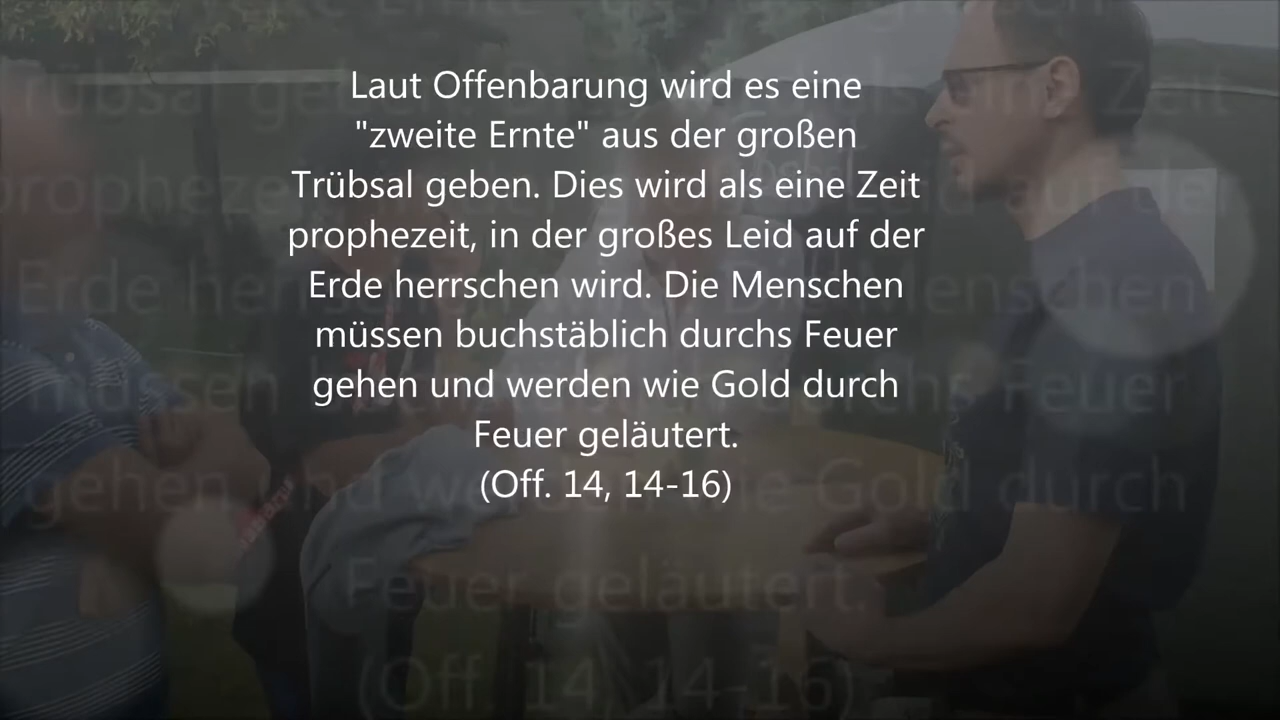 Laut Offenbarung wird es eine
"zweite Ernte" aus der großen
Trübsal geben. Dies wird als eine Zeit
prophezeit, in der großes Leid auf der
Erde herrschen wird. Die Menschen
müssen buchstäblich durchs Feuer
gehen und werden wie Gold durch
Feuer geläutert.
(Off. 14, 14-16)